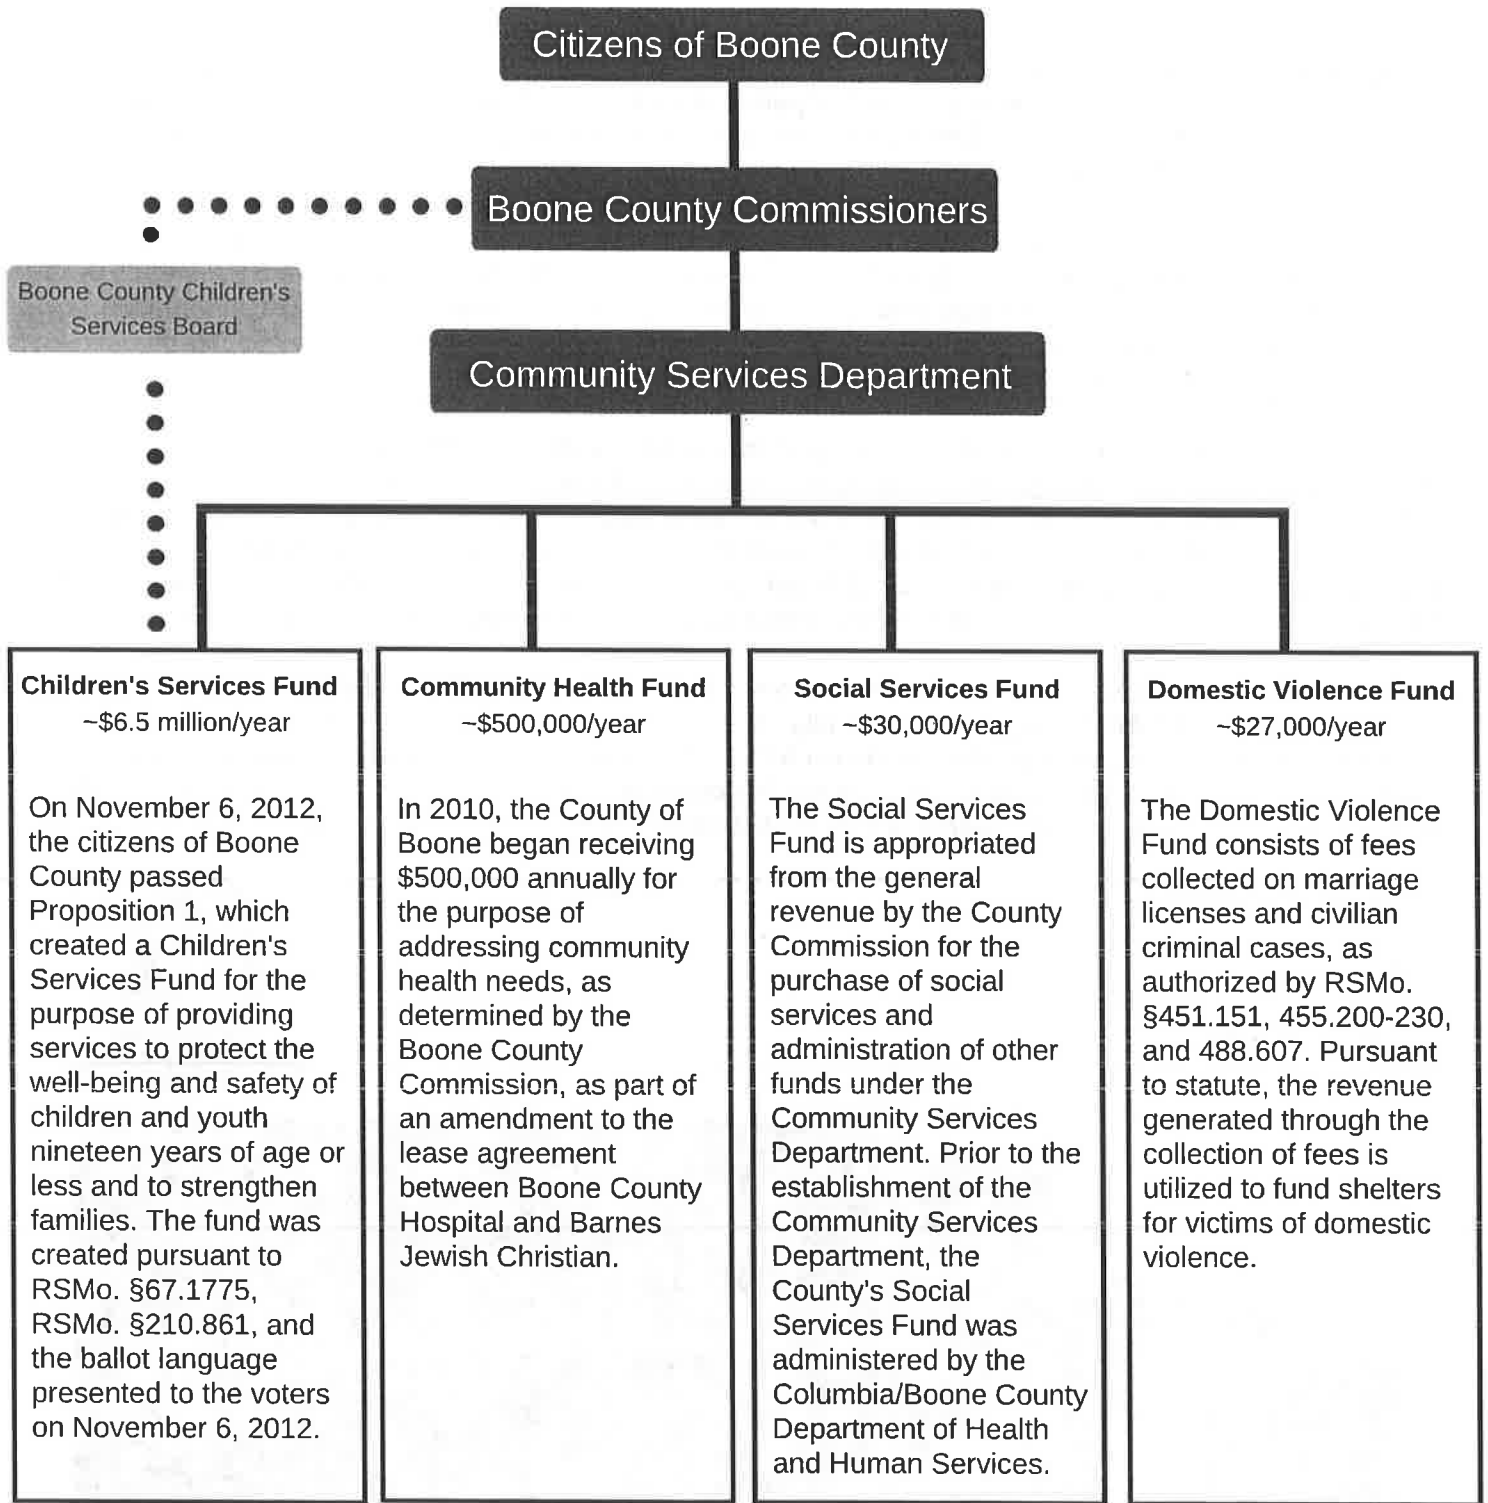 Citizens of Boone County
Boone County Commissioners
Boone County Children's
Services Board
Community Services Department
Children's Services Fund
~$6.5 million/year
On November 6, 2012,
the citizens of Boone
County passed
Proposition 1, which
created a Children's
Services Fund for the
purpose of providing
services to protect the
well-being and safety of
children and youth
nineteen years of age or
less and to strengthen
families. The fund was
created pursuant to
RSMo. §67.1775,
RSMo. §210.861, and
the ballot language
presented to the voters
on November 6, 2012.
Community Health Fund
~$500,000/year
In 2010, the County of
Boone began receiving
$500,000 annually for
the purpose of
addressing community
health needs, as
determined by the
Boone County
Commission, as part of
an amendment to the
lease agreement
between Boone County
Hospital and Barnes
Jewish Christian.
Social Services Fund
~$30,000/year
The Social Services
Fund is appropriated
from the general
revenue by the County
Commission for the
purchase of social
services and
administration of other
funds under the
Community Services
Department. Prior to the
establishment of the
Community Services
Department, the
County's Social
Services Fund was
administered by the
Columbia/Boone County
Department of Health
and Human Services.
Domestic Violence Fund
~$27,000/year
The Domestic Violence
Fund consists of fees
collected on marriage
licenses and civilian
criminal cases, as
authorized by RSMo.
§451.151, 455.200-230,
and 488.607. Pursuant
to statute, the revenue
generated through the
collection of fees is
utilized to fund shelters
for victims of domestic
violence.